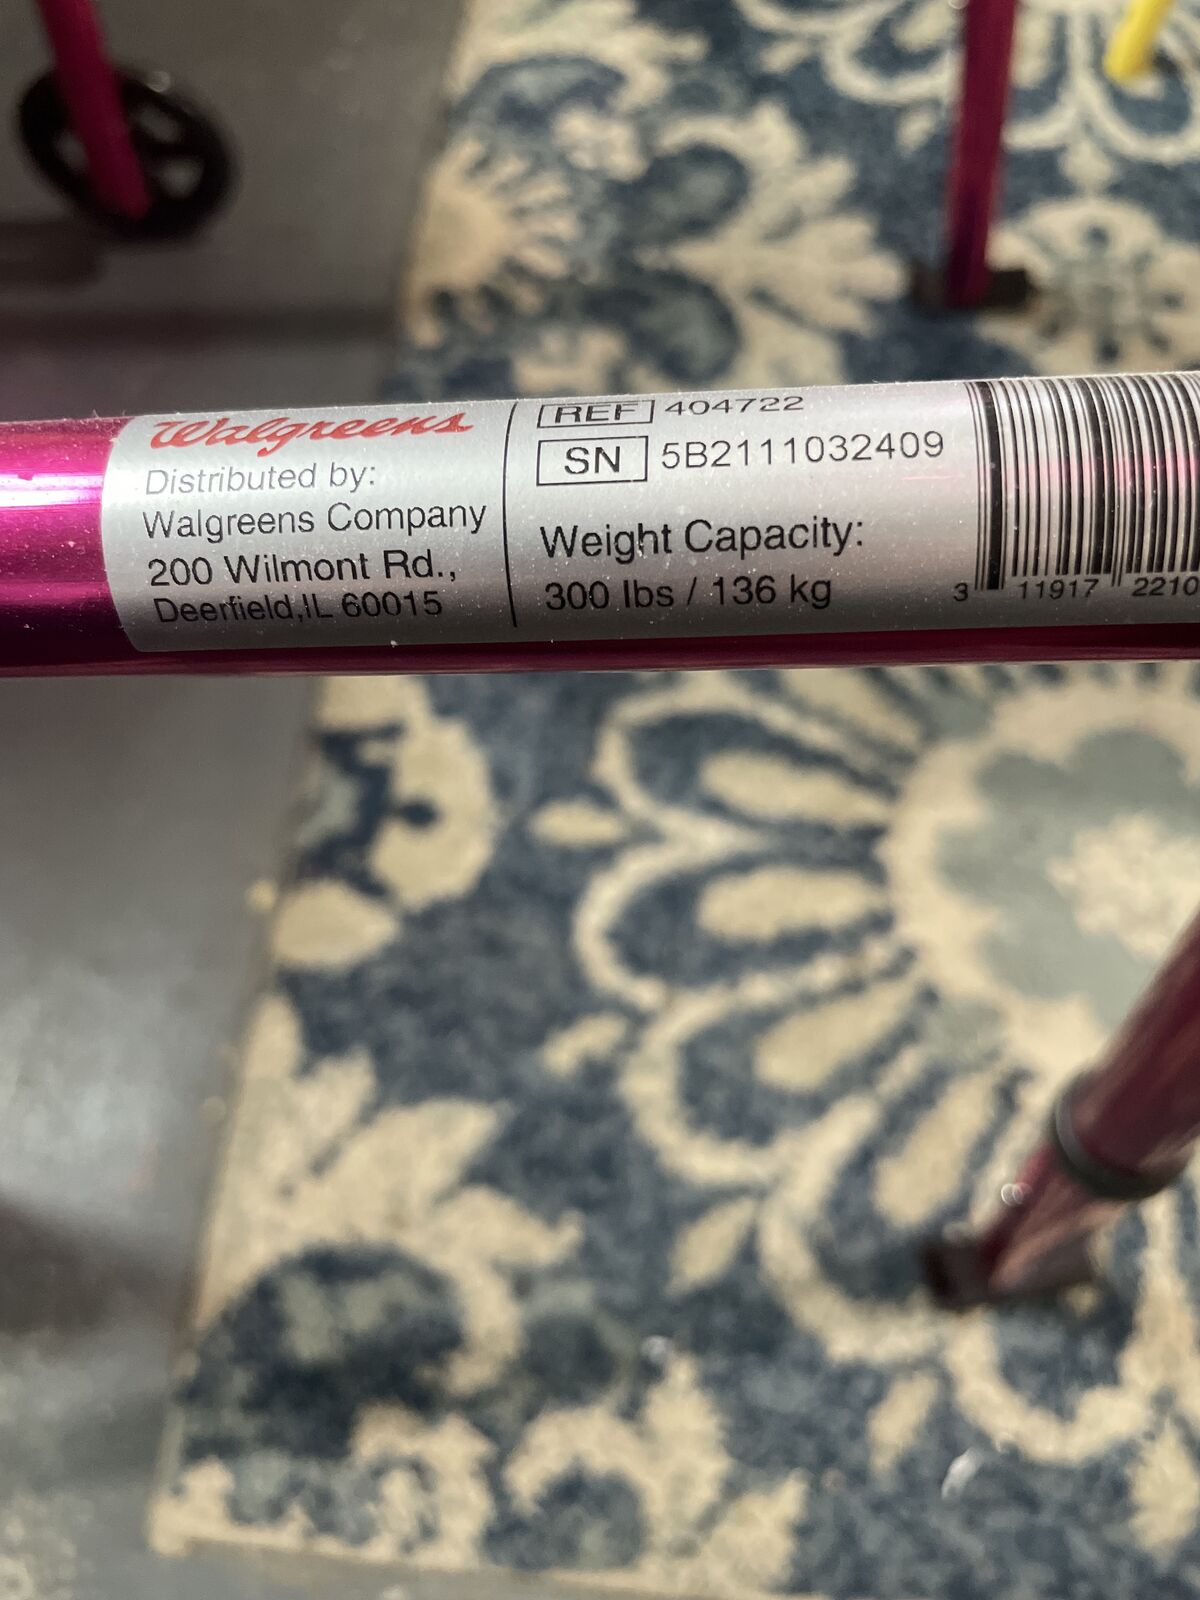 Walgreens
Distributed by:
Walgreens Company
200 Wilmont Rd.,
Deerfield,IL 60015
REF 404722
SN 5B2111032409
Weight Capacity:
300 lbs / 136 kg
3 11917 2210